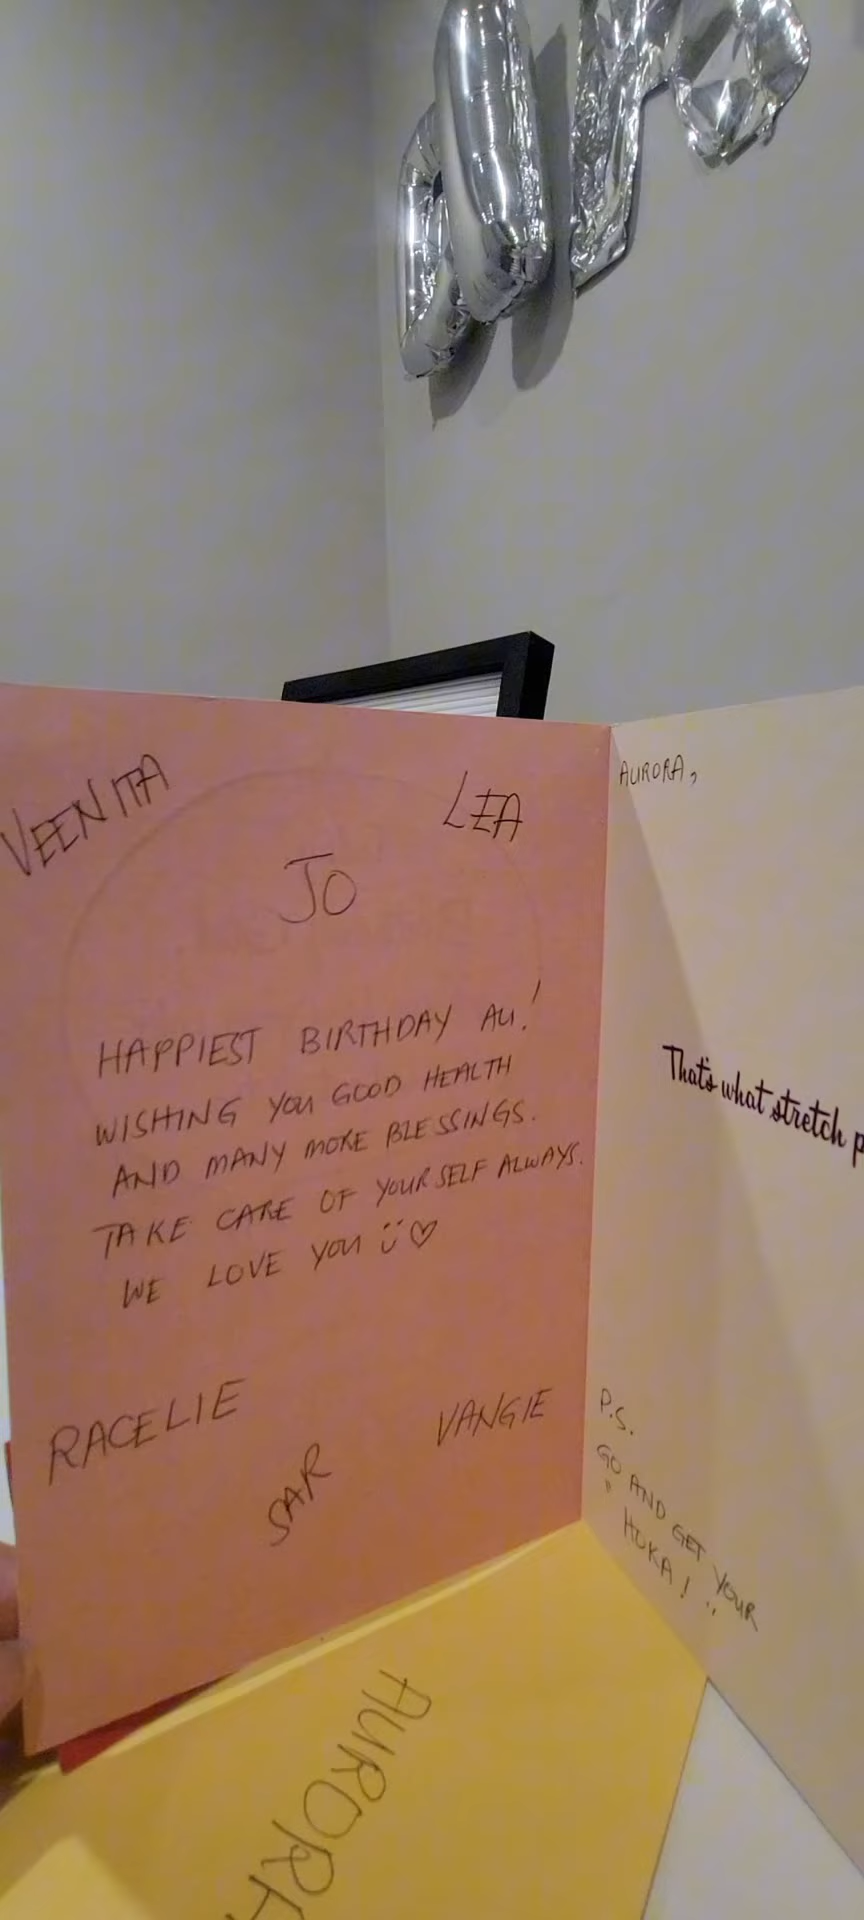 VEENITA
LEA
JO
HAPPIEST BIRTHDAY AU!
WISHING YOU GOOD HEALTH
AND MANY MORE BLESSINGS.
TAKE CARE OF YOURSELF ALWAYS.
WE LOVE YOU ¨◡♡
RACELIE
VANGIE
SAR
AURORA,
That's what stretch p
P.S.
GO AND GET YOUR
"HOKA!
AURORA